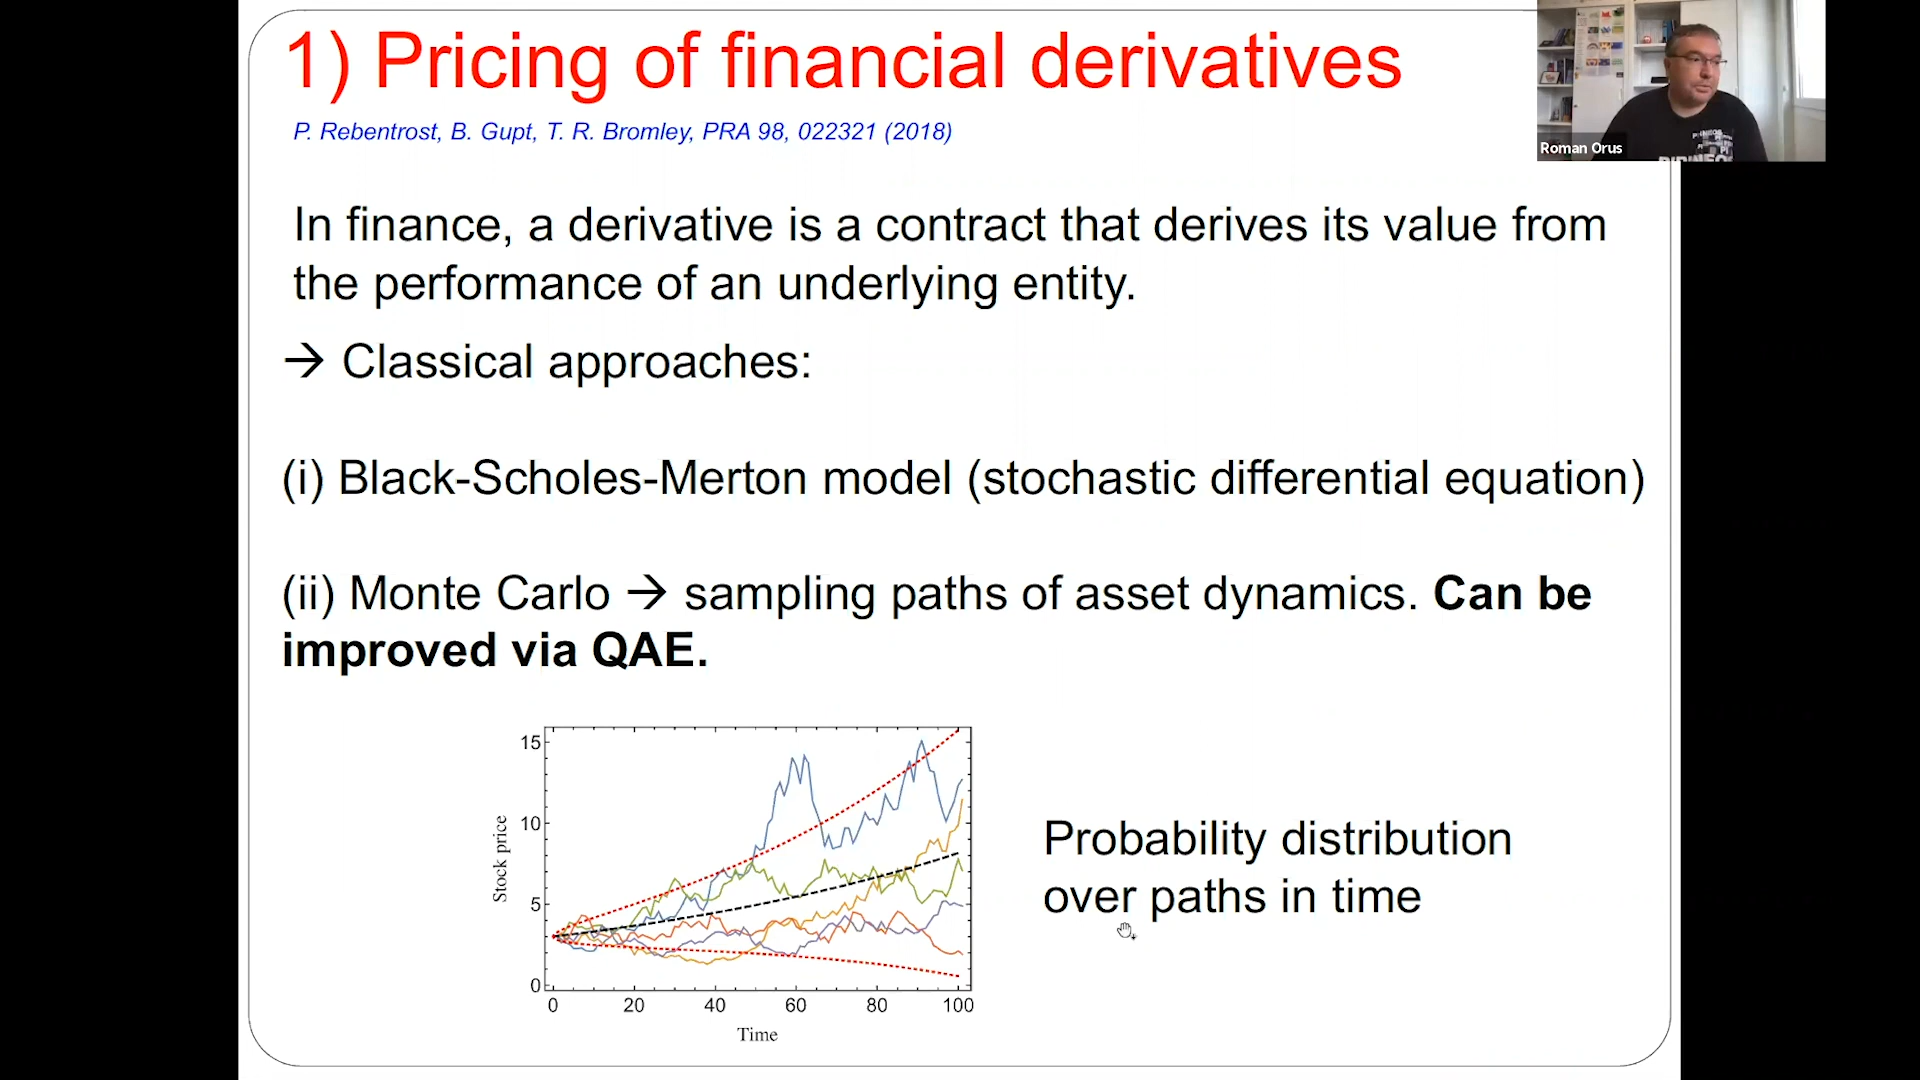 1) Pricing of financial derivatives
P. Rebentrost, B. Gupt, T. R. Bromley, PRA 98, 022321 (2018)
Roman Orus
In finance, a derivative is a contract that derives its value from
the performance of an underlying entity.
→ Classical approaches:
(i) Black-Scholes-Merton model (stochastic differential equation)
(ii) Monte Carlo → sampling paths of asset dynamics. Can be
improved via QAE.
15
10
5
0
Stock price
0 20 40 60 80 100
Time
Probability distribution
over paths in time